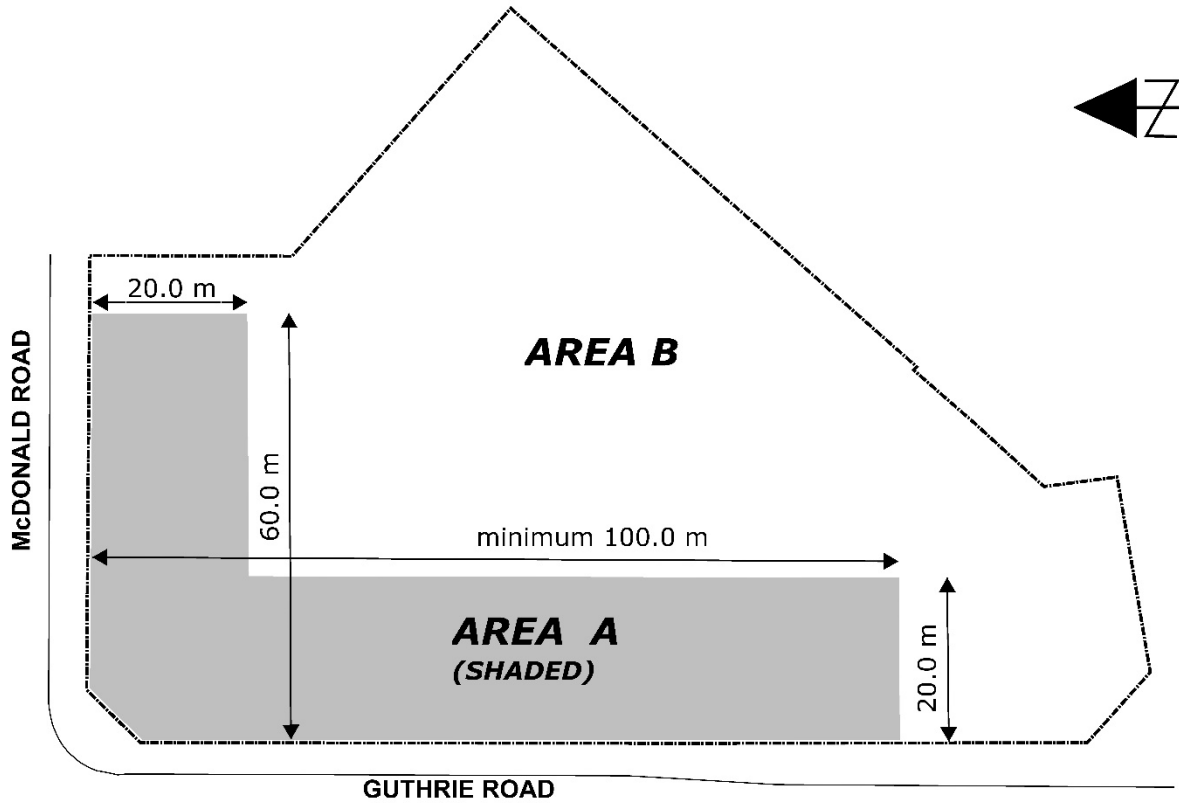 Z
20.0 m
McDONALD ROAD
AREA B
60.0 m
minimum 100.0 m
AREA A
(SHADED)
20.0 m
GUTHRIE ROAD